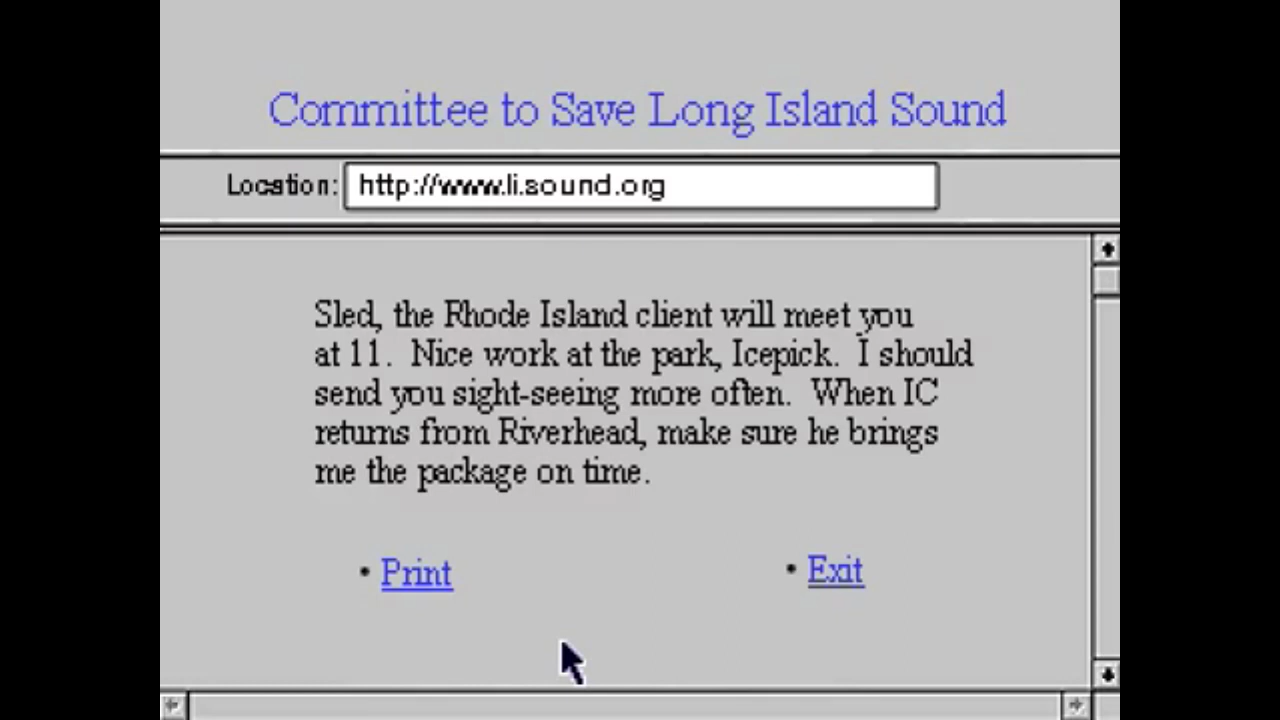 Committee to Save Long Island Sound
Location: http://www.li.sound.org
Sled, the Rhode Island client will meet you
at 11. Nice work at the park, Icepick. I should
send you sight-seeing more often. When IC
returns from Riverhead, make sure he brings
me the package on time.
• Print • Exit